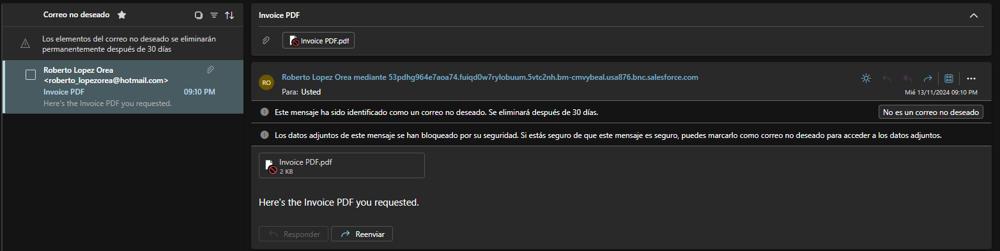 Correo no deseado
Los elementos del correo no deseado se eliminarán
permanentemente después de 30 días
Roberto Lopez Orea
<roberto_lopezorea@hotmail.com>
Invoice PDF 09:10 PM
Here's the Invoice PDF you requested.
Invoice PDF
Invoice PDF.pdf
RO
Roberto Lopez Orea mediante 53pdhg964e7aoa74.fuiqd0w7rylobuum.5vtc2nh.bm-cmvybeal.usa876.bnc.salesforce.com
Para: Usted
Mié 13/11/2024 09:10 PM
Este mensaje ha sido identificado como un correo no deseado. Se eliminará después de 30 días.
No es un correo no deseado
Los datos adjuntos de este mensaje se han bloqueado por su seguridad. Si estás seguro de que este mensaje es seguro, puedes marcarlo como correo no deseado para acceder a los datos adjuntos.
Invoice PDF.pdf
2 KB
Here's the Invoice PDF you requested.
Responder
Reenviar